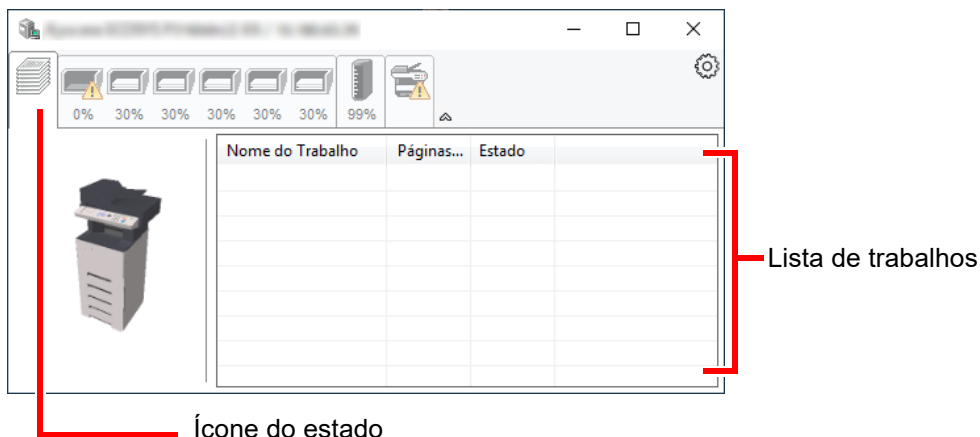 0% 30% 30% 30% 30% 30% 99%
Nome do Trabalho Páginas... Estado
Lista de trabalhos
Ícone do estado